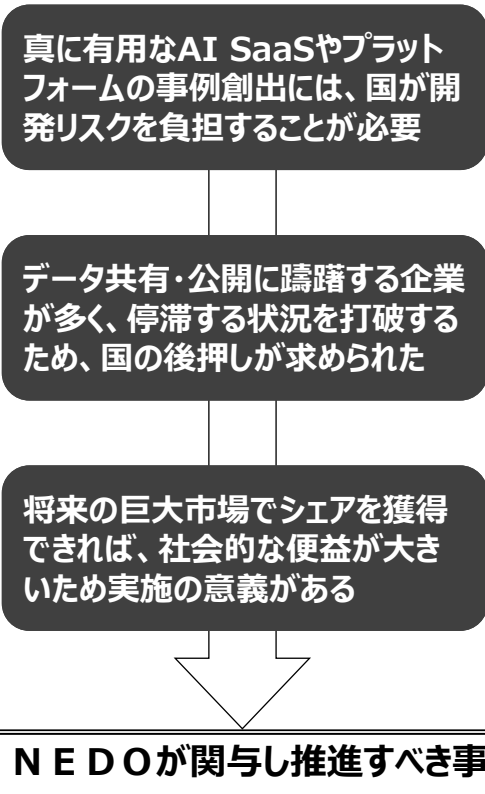 真に有用なAI SaaSやプラット
フォームの事例創出には、国が開
発リスクを負担することが必要
データ共有・公開に躊躇する企業
が多く、停滞する状況を打破する
ため、国の後押しが求められた
将来の巨大市場でシェアを獲得
できれば、社会的な便益が大き
いため実施の意義がある
ＮＥＤＯが関与し推進すべき事